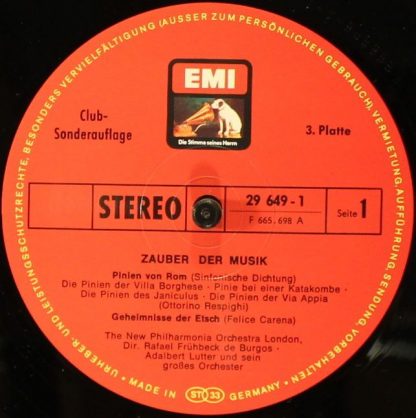 URHEBER- UND LEISTUNGSSCHUTZRECHTE, BESONDERS VERVIELFÄLTIGUNG (AUSSER ZUM PERSÖNLICHEN GEBRAUCH), VERMIETUNG, AUFFÜHRUNG, SENDUNG, VORBEHALTEN
EMI
Die Stimme seines Herrn
Club-
Sonderauflage
3. Platte
STEREO
29 649-1
F 665.698 A
Seite 1
ZAUBER DER MUSIK
Pinien von Rom (Sinfonische Dichtung)
Die Pinien der Villa Borghese · Pinie bei einer Katakombe ·
Die Pinien des Janiculus · Die Pinien der Via Appia
(Ottorino Respighi)
Geheimnisse der Etsch (Felice Carena)
The New Philharmonia Orchestra London,
Dir. Rafael Frühbeck de Burgos ·
Adalbert Lutter und sein
großes Orchester
MADE IN ST 33 GERMANY